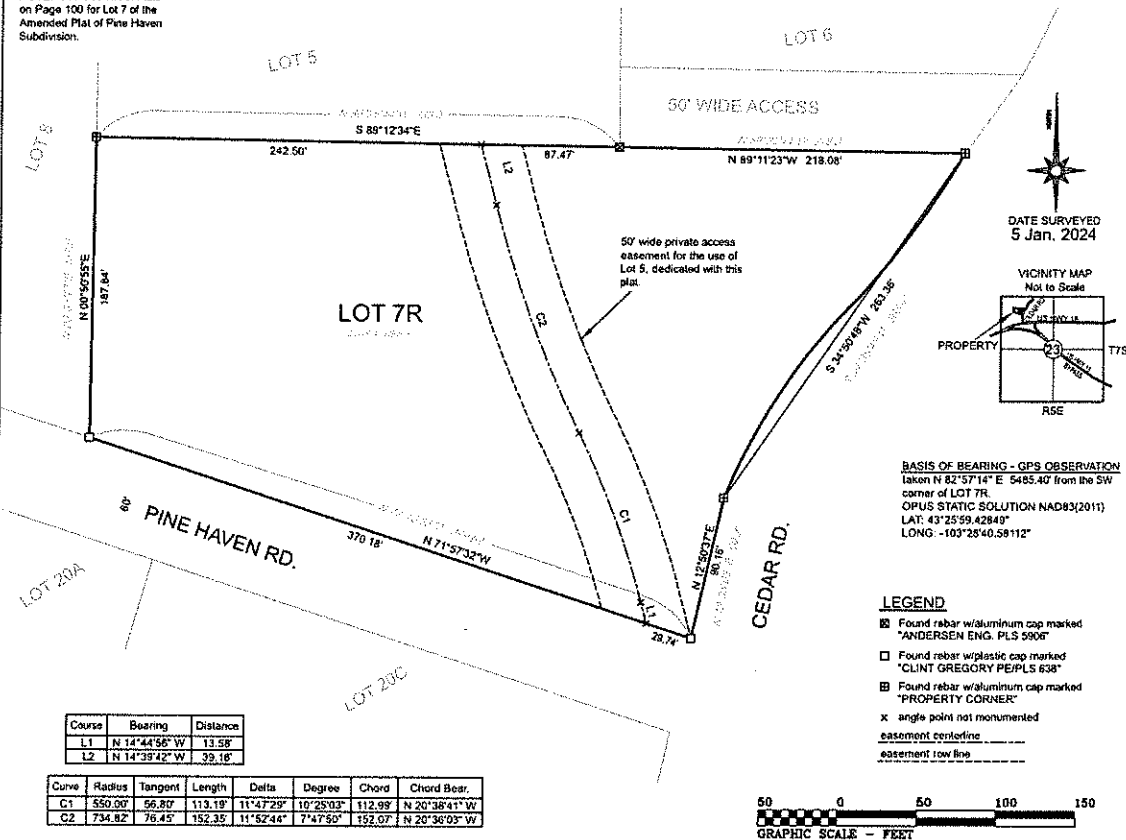 on Page 100 for Lot 7 of the
Amended Plat of Pine Haven
Subdivision.
LOT 5
LOT 6
LOT 8
50' WIDE ACCESS
S 89°12'34"E
242.50'
87.47'
N 89°11'23"W 218.08'
L2
N 00°50'55"E
187.84'
50' wide private access
easement for the use of
Lot 5, dedicated with this
plat.
LOT 7R
C2
S 34°50'48"W 263.36'
C1
60'
PINE HAVEN RD.
370.18'
N 71°57'32"W
L1
29.74'
N 12°50'37"E
90.16'
CEDAR RD.
LOT 20A
LOT 20C
DATE SURVEYED
5 Jan, 2024
VICINITY MAP
Not to Scale
PROPERTY
US HWY 18
23
T7S
BYPASS
R5E
BASIS OF BEARING - GPS OBSERVATION
taken N 82°57'14" E 5485.40' from the SW
corner of LOT 7R.
OPUS STATIC SOLUTION NAD83(2011)
LAT: 43°25'59.42849"
LONG: -103°28'40.58112"
LEGEND
Found rebar w/aluminum cap marked
"ANDERSEN ENG. PLS 5906"
Found rebar w/plastic cap marked
"CLINT GREGORY PE/PLS 638"
Found rebar w/aluminum cap marked
"PROPERTY CORNER"
x angle point not monumented
easement centerline
easement row line
Course Bearing Distance
L1 N 14°44'56" W 13.58'
L2 N 14°39'42" W 39.18'
Curve Radius Tangent Length Delta Degree Chord Chord Bear.
C1 550.00' 56.80' 113.19' 11°47'29" 10°25'03" 112.99' N 20°38'41" W
C2 734.82' 76.45' 152.35' 11°52'44" 7°47'50" 152.07' N 20°36'03" W
50 0 50 100 150
GRAPHIC SCALE - FEET